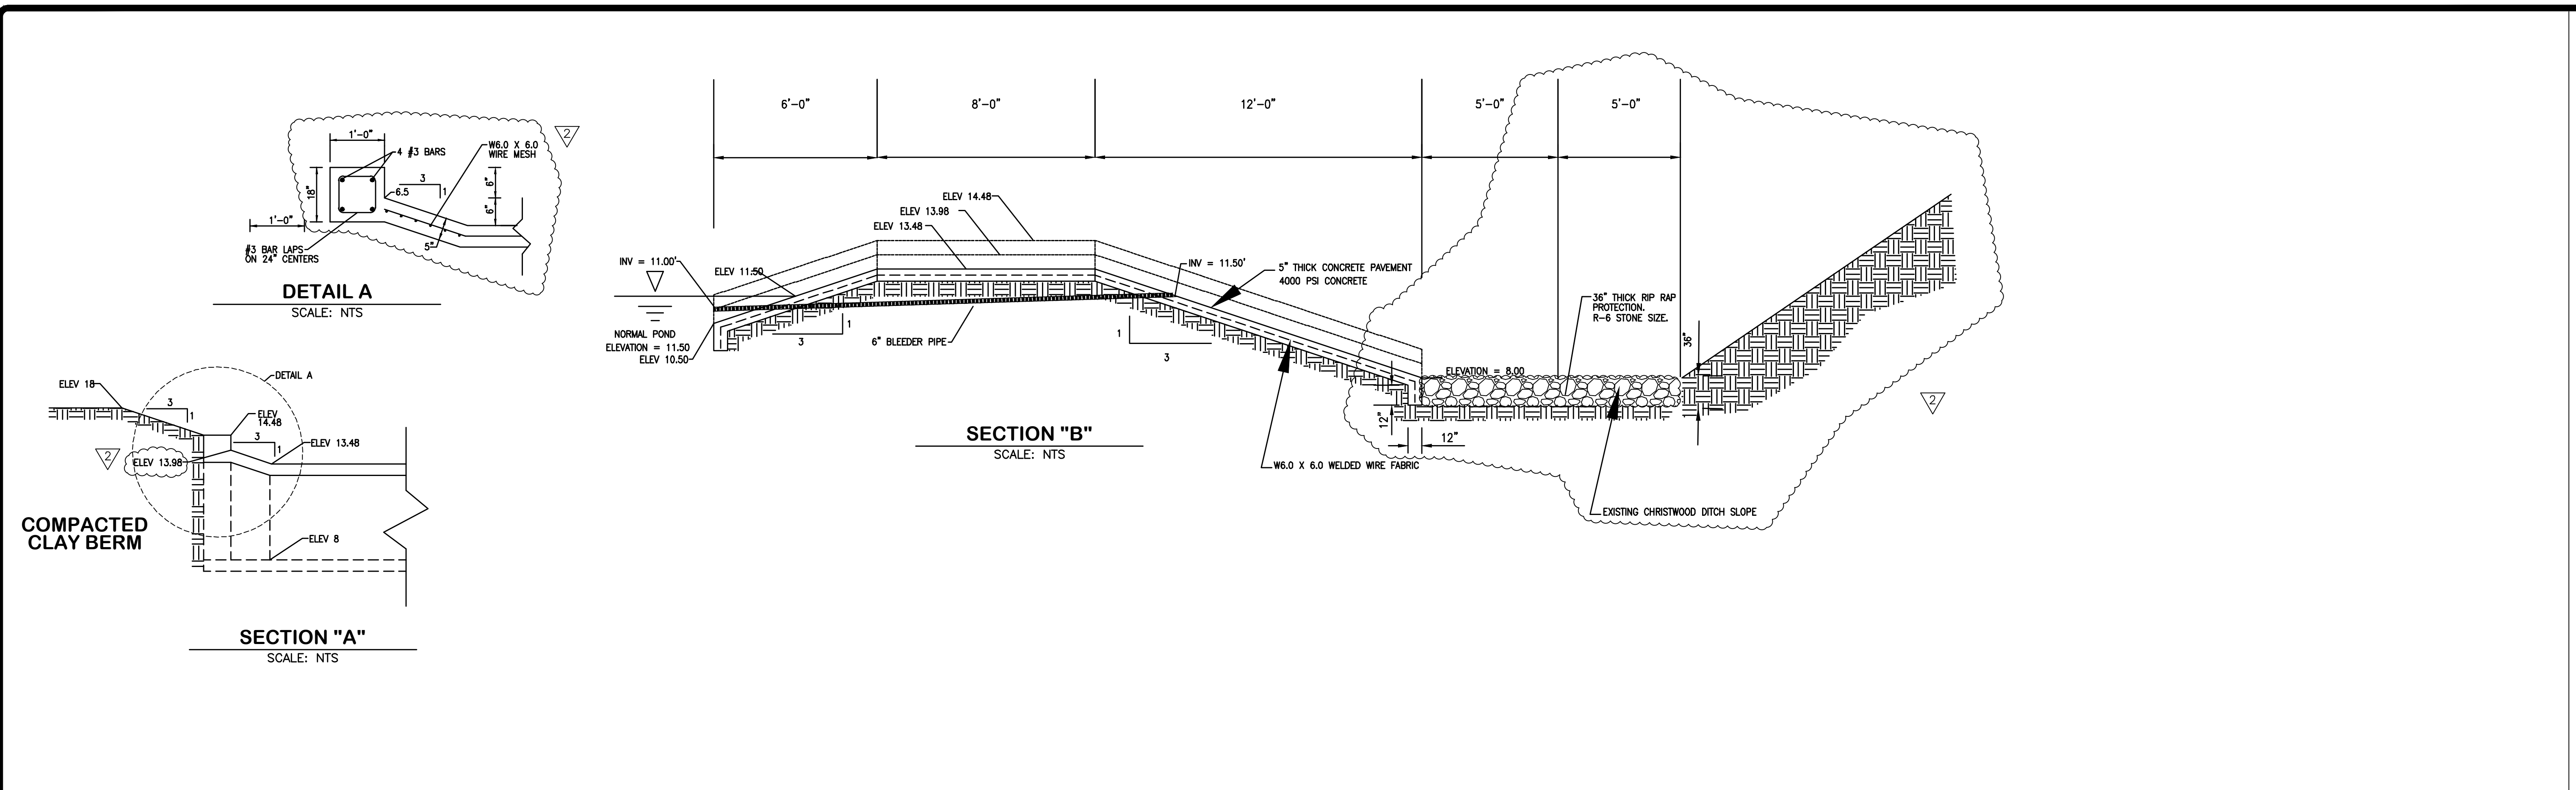 1'-0"
4 #3 BARS
W6.0 X 6.0
WIRE MESH
2
18"
6.5
3
1
6"
6"
1'-0"
5"
#3 BAR LAPS
ON 24" CENTERS
DETAIL A
SCALE: NTS
ELEV 18
DETAIL A
3
1
ELEV
14.48
3
1
ELEV 13.48
2
ELEV 13.98
COMPACTED
CLAY BERM
ELEV 8
SECTION "A"
SCALE: NTS
6'-0"
8'-0"
12'-0"
5'-0"
5'-0"
ELEV 14.48
ELEV 13.98
ELEV 13.48
INV = 11.00'
ELEV 11.50
INV = 11.50'
5" THICK CONCRETE PAVEMENT
4000 PSI CONCRETE
36" THICK RIP RAP
PROTECTION.
R-6 STONE SIZE.
36"
NORMAL POND
ELEVATION = 11.50
ELEV 10.50
1
3
6" BLEEDER PIPE
1
3
ELEVATION = 8.00
2
12"
12"
SECTION "B"
SCALE: NTS
W6.0 X 6.0 WELDED WIRE FABRIC
EXISTING CHRISTWOOD DITCH SLOPE